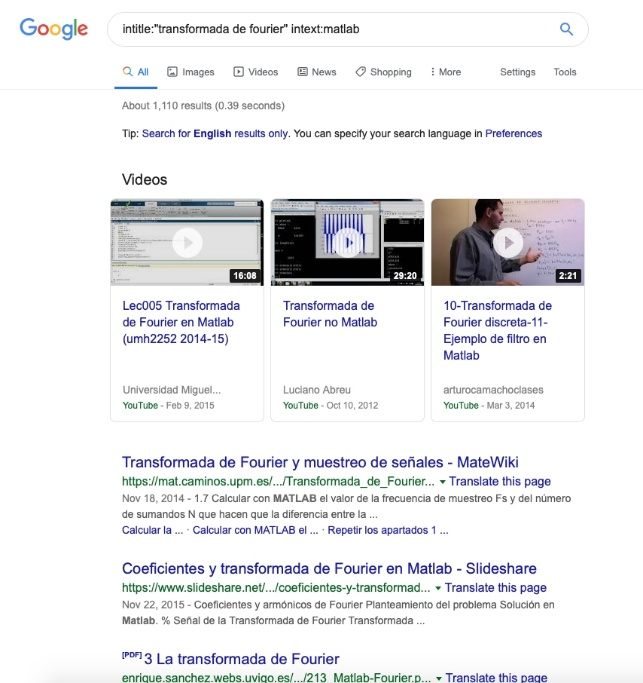 Google
intitle:"transformada de fourier" intext:matlab
All Images Videos News Shopping More Settings Tools
About 1,110 results (0.39 seconds)
Tip: Search for English results only. You can specify your search language in Preferences
Videos
16:08 29:20 2:21
Lec005 Transformada
de Fourier en Matlab
(umh2252 2014-15)
Universidad Miguel...
YouTube - Feb 9, 2015
Transformada de
Fourier no Matlab
Luciano Abreu
YouTube - Oct 10, 2012
10-Transformada de
Fourier discreta-11-
Ejemplo de filtro en
Matlab
arturocamachoclases
YouTube - Mar 3, 2014
Transformada de Fourier y muestreo de señales - MateWiki
https://mat.caminos.upm.es/.../Transformada_de_Fourier... ▾ Translate this page
Nov 18, 2014 - 1.7 Calcular con MATLAB el valor de la frecuencia de muestreo Fs y del número
de sumandos N que hacen que la diferencia entre la ...
Calcular la ... · Calcular con MATLAB el ... · Repetir los apartados 1 ...
Coeficientes y transformada de Fourier en Matlab - Slideshare
https://www.slideshare.net/.../coeficientes-y-transformad... ▾ Translate this page
Nov 22, 2015 - Coeficientes y armónicos de Fourier Planteamiento del problema Solución en
Matlab. % Señal de la Transformada de Fourier Transformada ...
[PDF] 3 La transformada de Fourier
enrique.sanchez.webs.uvigo.es/.../213_Matlab-Fourier.p... ▾ Translate this page